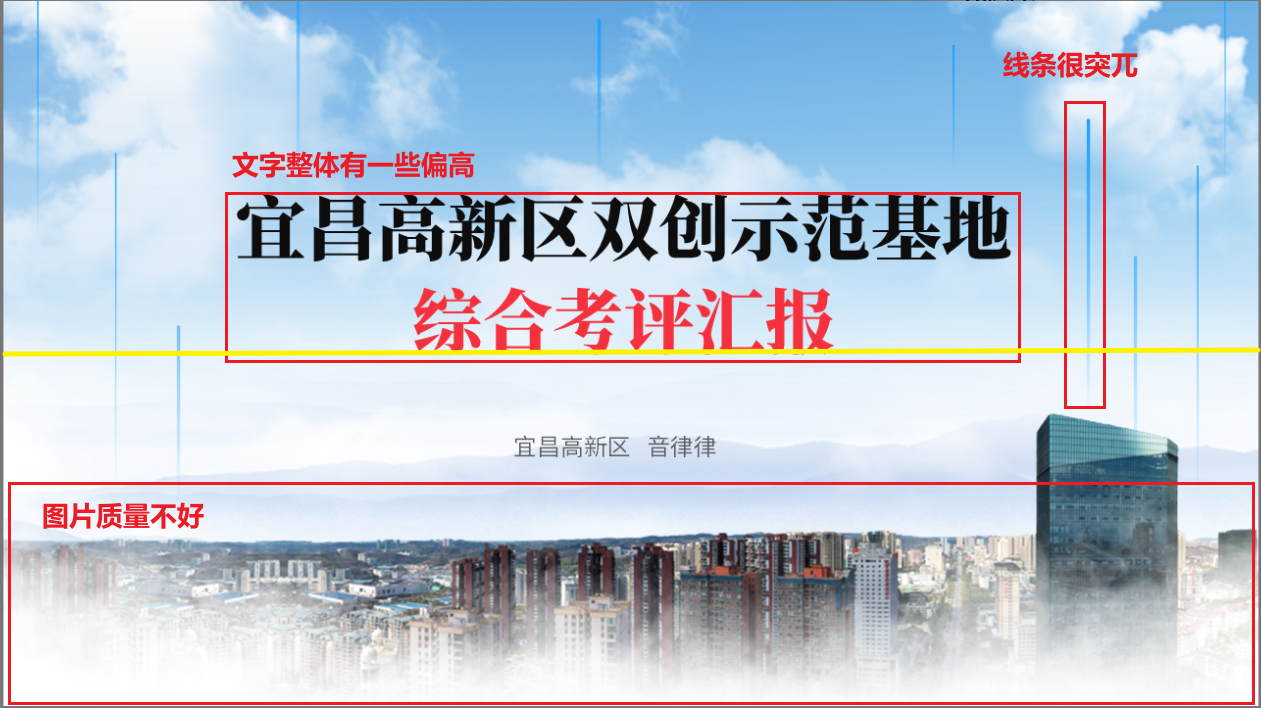 线条很突兀
文字整体有一些偏高
宜昌高新区双创示范基地
综合考评汇报
宜昌高新区 音律律
图片质量不好